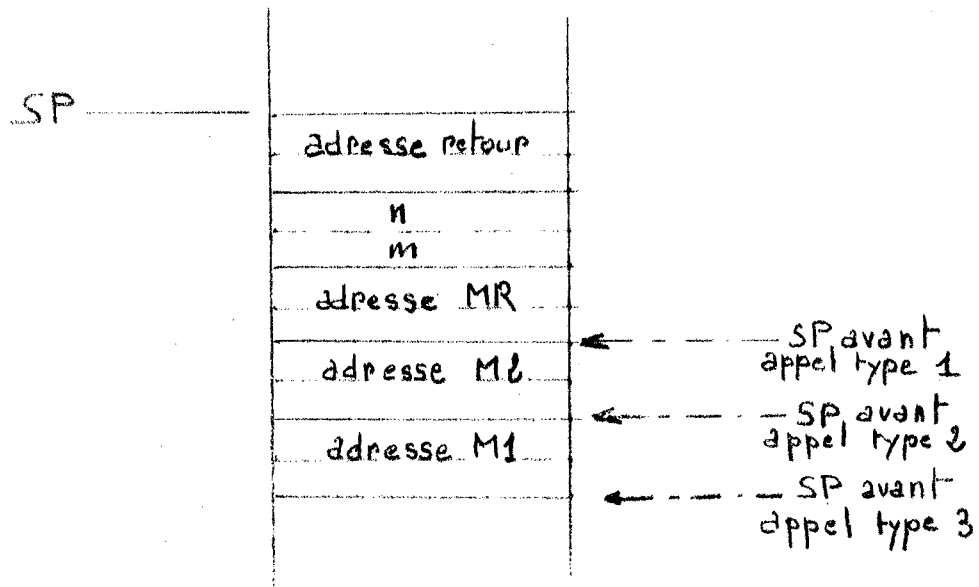 SP
adresse retour
n
m
adresse MR
SP avant
appel type 1
adresse M2
SP avant
appel type 2
adresse M1
SP avant
appel type 3